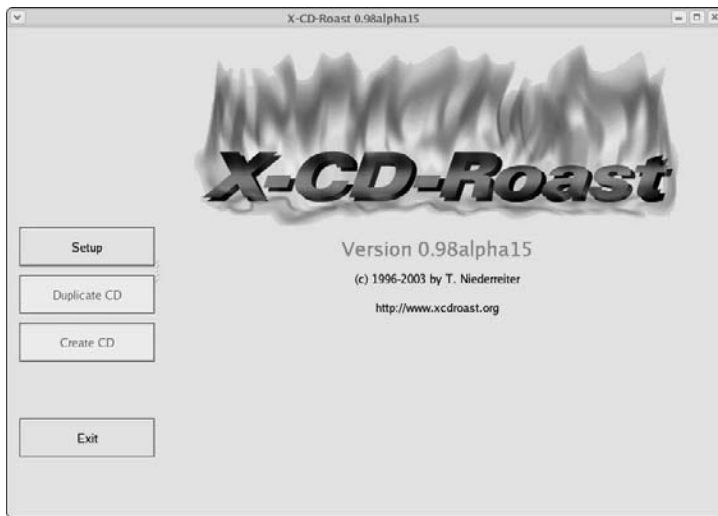 X-CD-Roast 0.98alpha15
X-CD-Roast
Setup
Duplicate CD
Create CD
Exit
Version 0.98alpha15
(c) 1996-2003 by T. Niederreiter
http://www.xcdroast.org